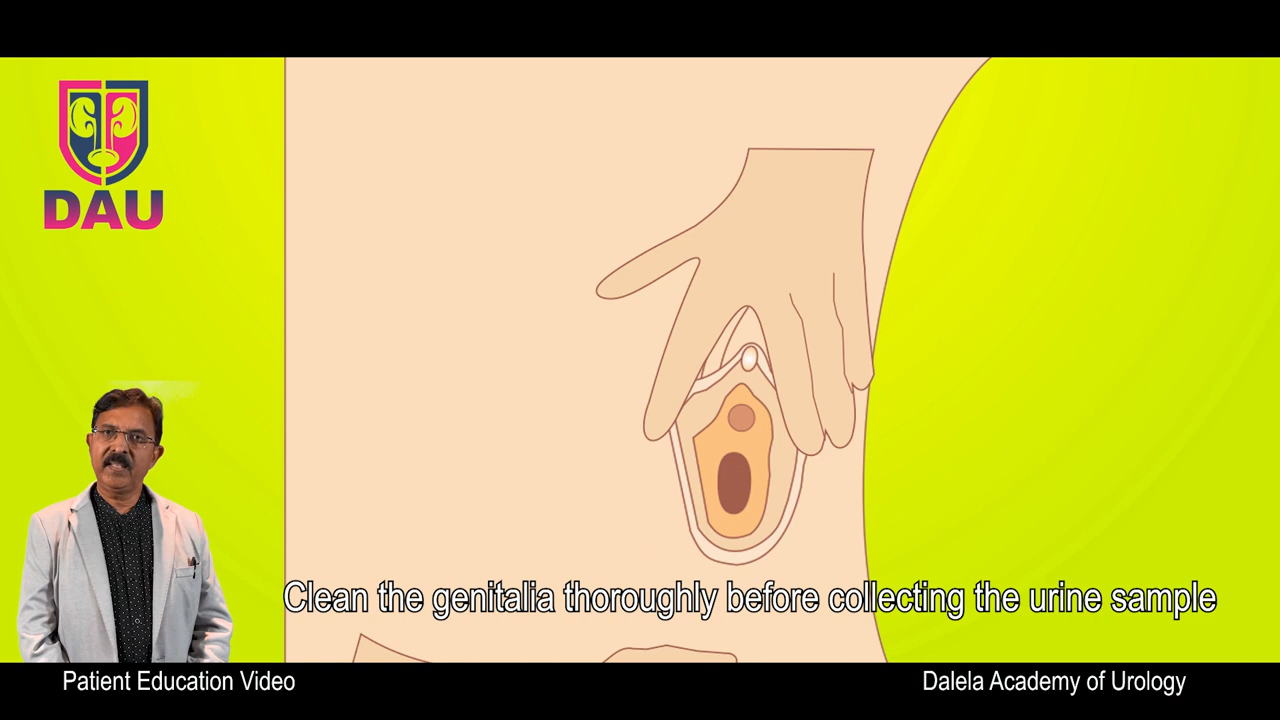 DAU
Clean the genitalia thoroughly before collecting the urine sample
Patient Education Video
Dalela Academy of Urology